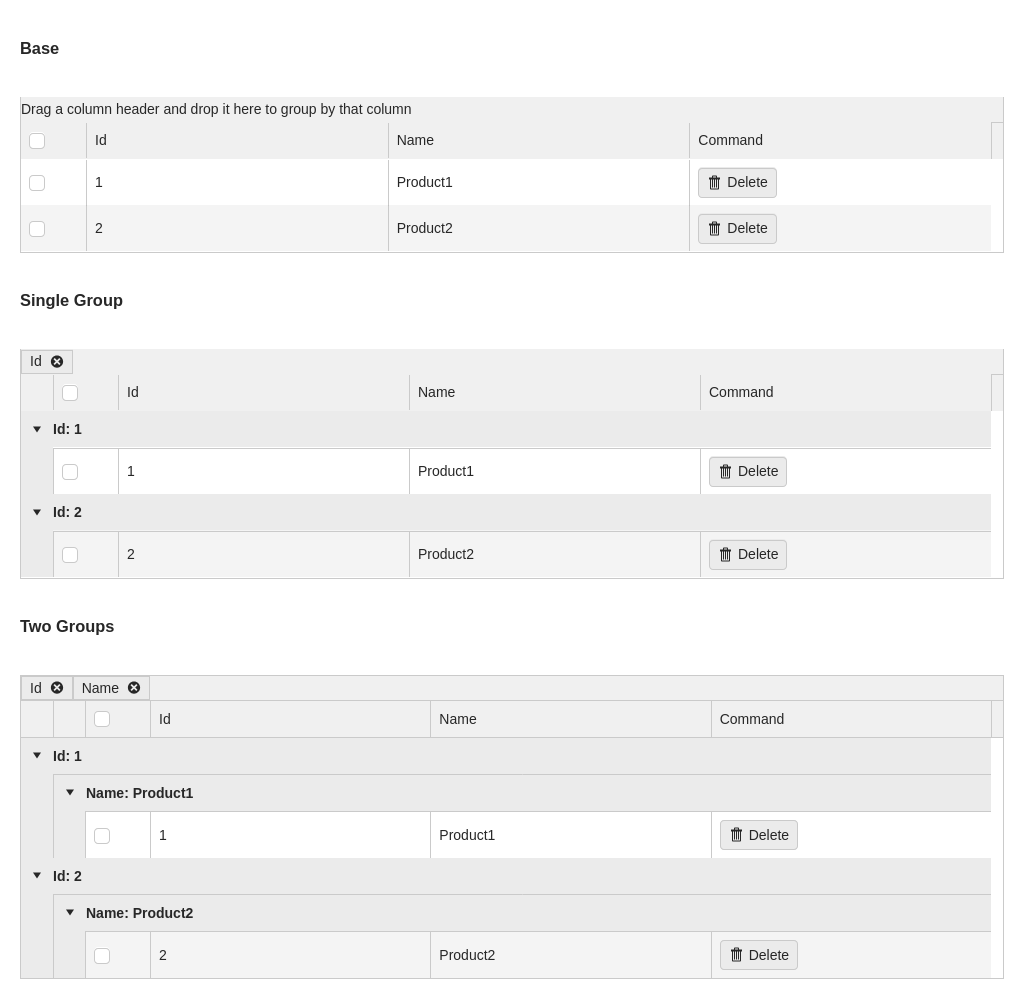 Base
Drag a column header and drop it here to group by that column
Id Name Command
1 Product1 Delete
2 Product2 Delete
Single Group
Id
Id Name Command
Id: 1
1 Product1 Delete
Id: 2
2 Product2 Delete
Two Groups
Id Name
Id Name Command
Id: 1
Name: Product1
1 Product1 Delete
Id: 2
Name: Product2
2 Product2 Delete